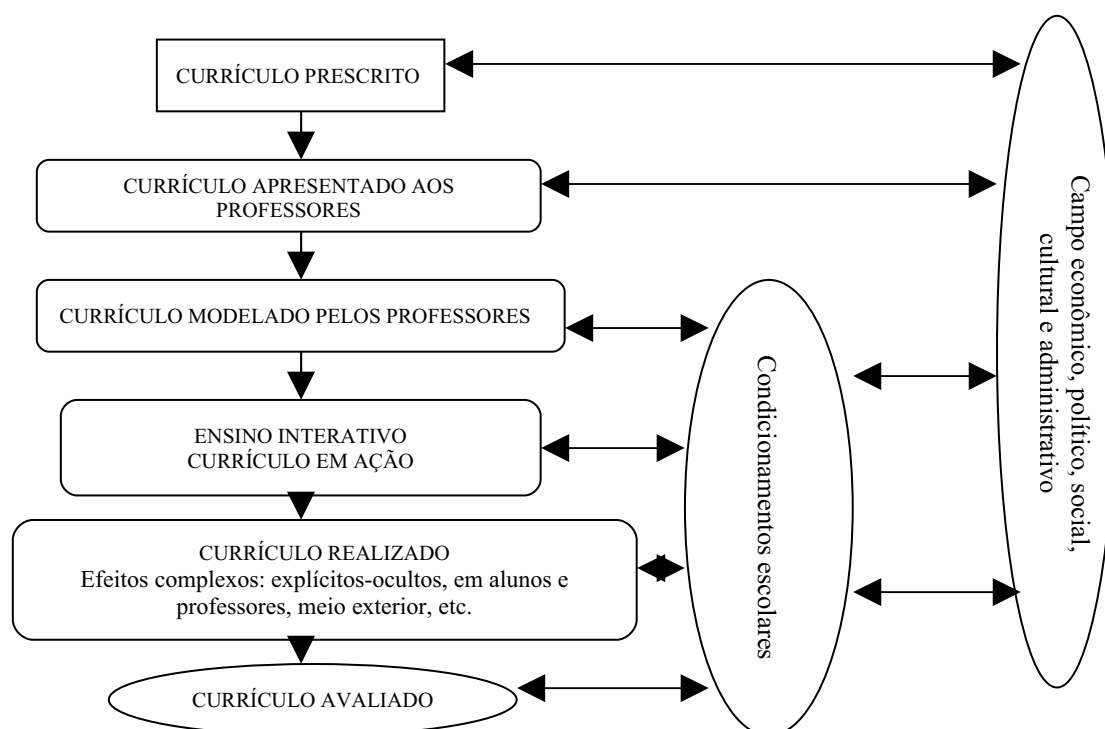 CURRÍCULO PRESCRITO
CURRÍCULO APRESENTADO AOS
PROFESSORES
CURRÍCULO MODELADO PELOS PROFESSORES
ENSINO INTERATIVO
CURRÍCULO EM AÇÃO
CURRÍCULO REALIZADO
Efeitos complexos: explícitos-ocultos, em alunos e
professores, meio exterior, etc.
CURRÍCULO AVALIADO
Condicionamentos escolares
Campo econômico, político, social,
cultural e administrativo